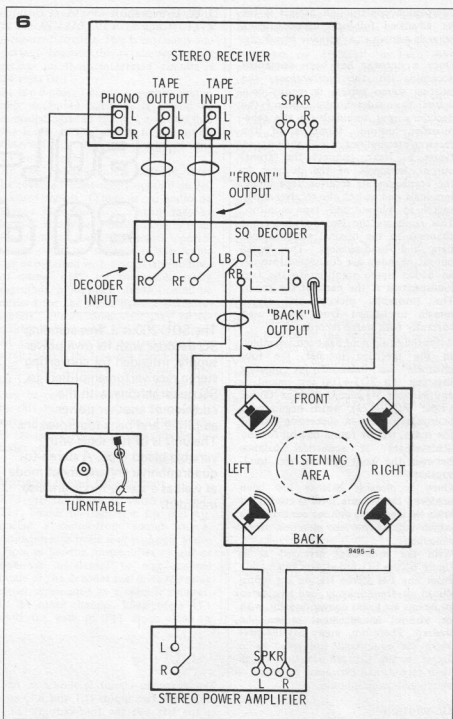 6
STEREO RECEIVER
PHONO
TAPE OUTPUT
TAPE INPUT
SPKR
L
R
L
R
L
R
L R
"FRONT" OUTPUT
SQ DECODER
L
R
LF
RF
LB
RB
DECODER INPUT
"BACK" OUTPUT
TURNTABLE
FRONT
LEFT
LISTENING AREA
RIGHT
BACK
9495-6
L
R
SPKR
L R
STEREO POWER AMPLIFIER